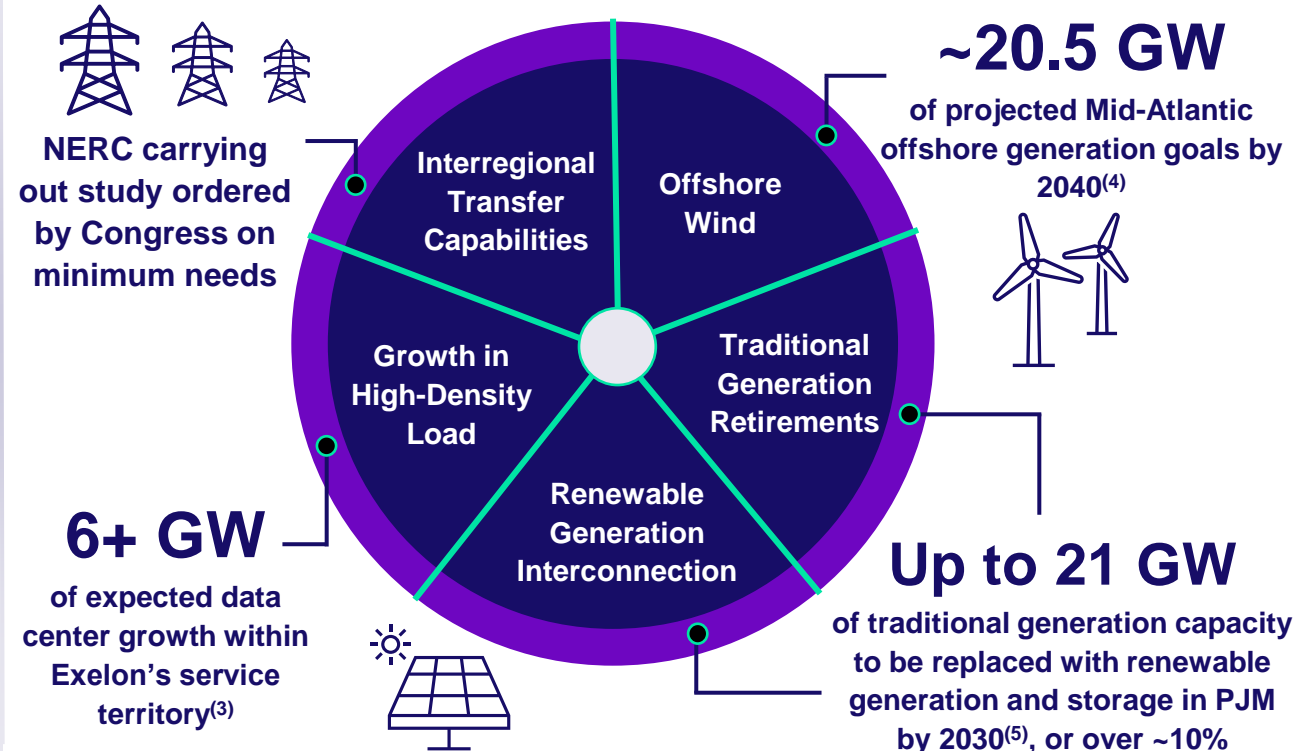 NERC carrying
out study ordered
by Congress on
minimum needs
Interregional
Transfer
Capabilities
Offshore
Wind
~20.5 GW
of projected Mid-Atlantic
offshore generation goals by
2040(4)
Growth in
High-Density
Load
Traditional
Generation
Retirements
Renewable
Generation
Interconnection
6+ GW
of expected data
center growth within
Exelon's service
territory(3)
Up to 21 GW
of traditional generation capacity
to be replaced with renewable
generation and storage in PJM
by 2030(5), or over ~10%